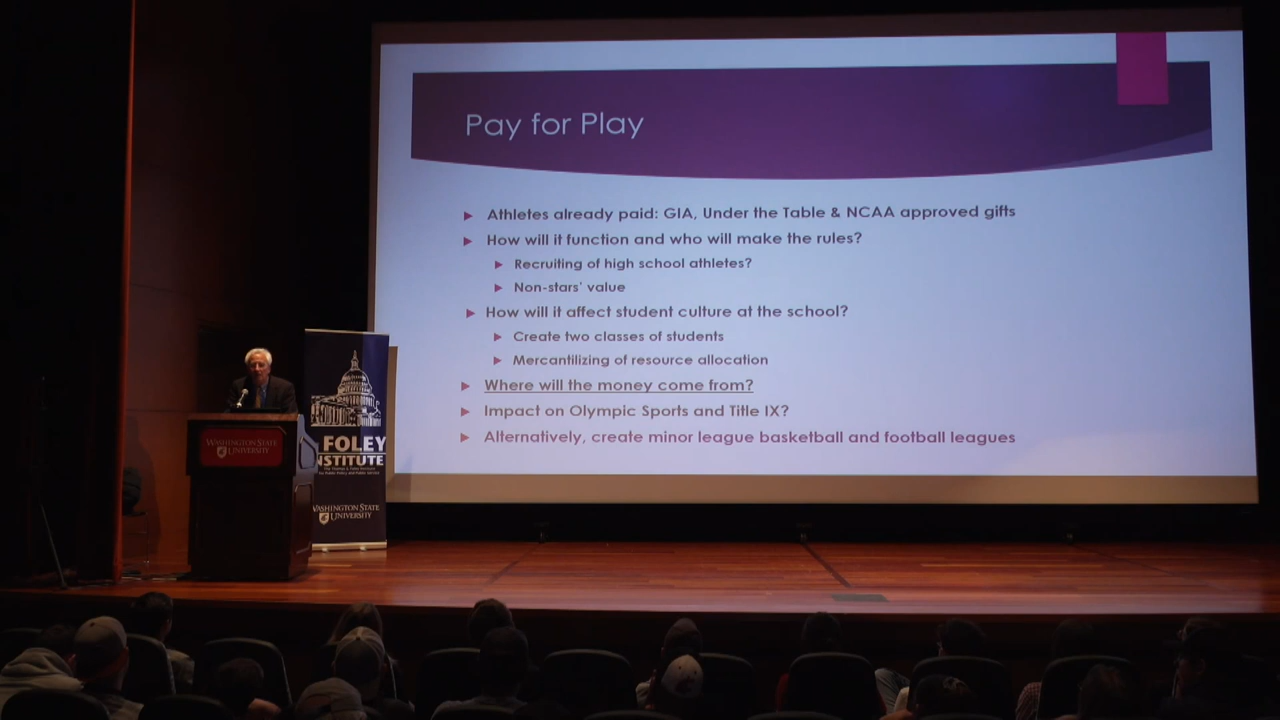 Pay for Play
Athletes already paid: GIA, Under the Table & NCAA approved gifts
How will it function and who will make the rules?
Recruiting of high school athletes?
Non-stars' value
How will it affect student culture at the school?
Create two classes of students
Mercantilizing of resource allocation
Where will the money come from?
Impact on Olympic Sports and Title IX?
Alternatively, create minor league basketball and football leagues
WASHINGTON STATE
UNIVERSITY
FOLEY
NSTITUTE
WASHINGTON STATE
UNIVERSITY